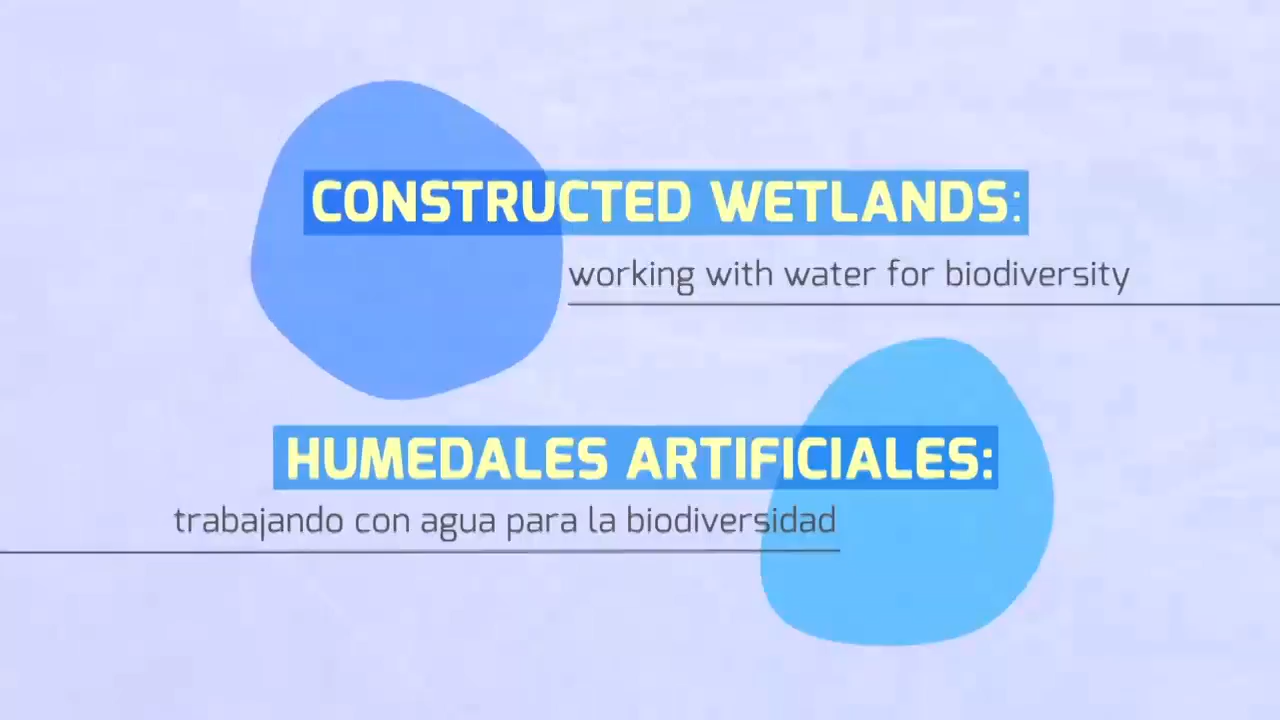 CONSTRUCTED WETLANDS:
working with water for biodiversity
HUMEDALES ARTIFICIALES:
trabajando con agua para la biodiversidad